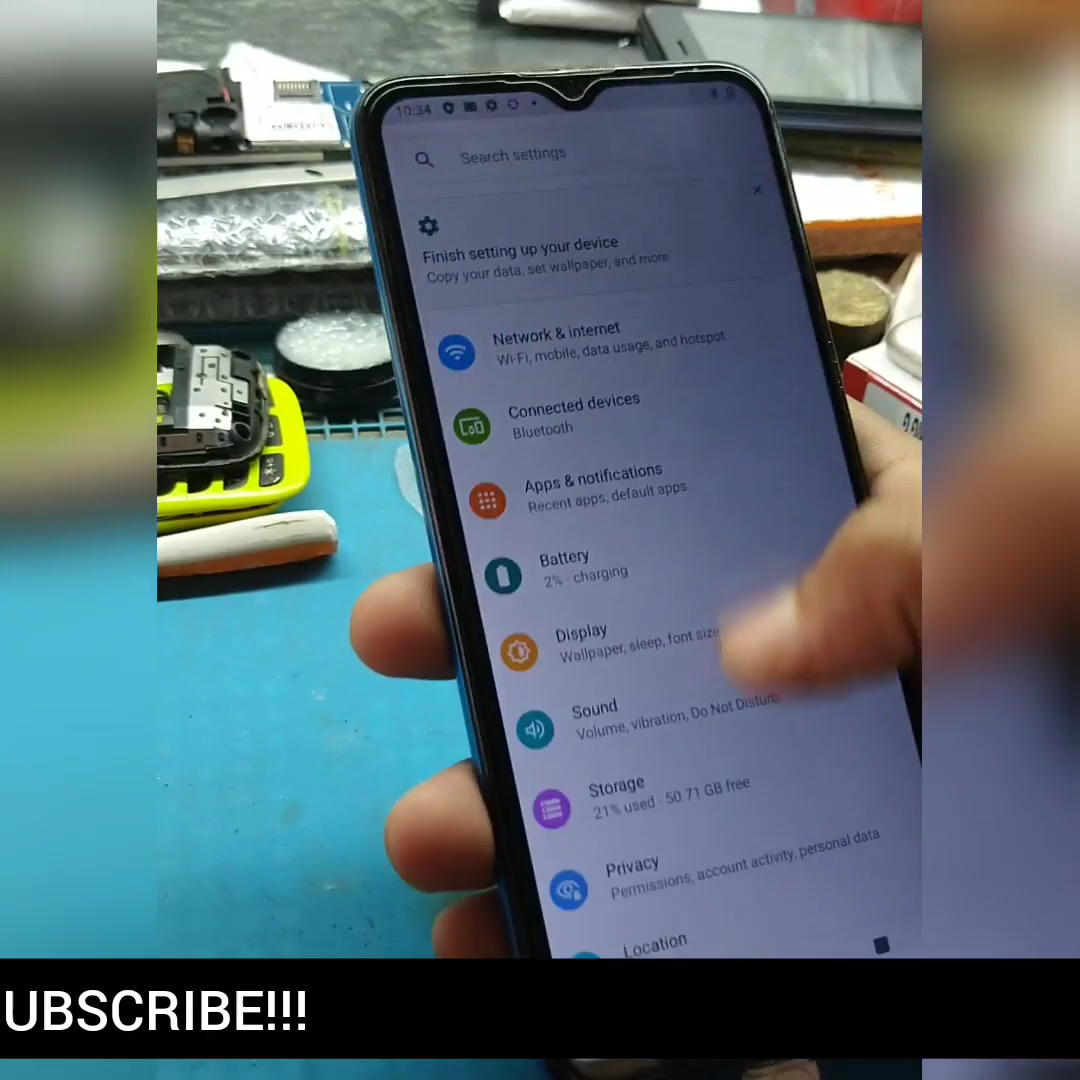 10:34
Search settings
Finish setting up your device
Copy your data, set wallpaper, and more
Network & internet
Wi-Fi, mobile, data usage, and hotspot
Connected devices
Bluetooth
Apps & notifications
Recent apps, default apps
Battery
2% - charging
Display
Wallpaper, sleep, font size
Sound
Volume, vibration, Do Not Disturb
Storage
21% used - 50.71 GB free
Privacy
Permissions, account activity, personal data
Location
UBSCRIBE!!!